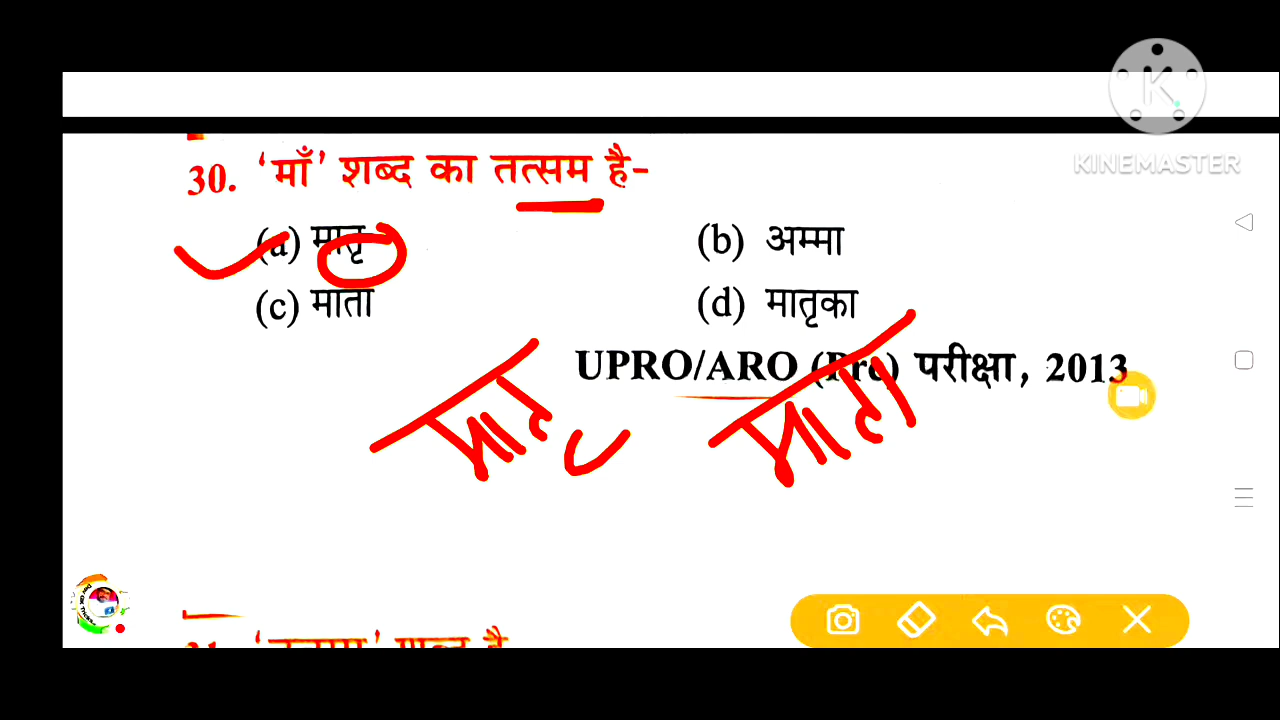 KINEMASTER
30. ‘माँ’ शब्द का तत्सम है-
(a) मातृ (b) अम्मा
(c) माता (d) मातृका
UPRO/ARO (Pre) परीक्षा, 2013
मातृ माता